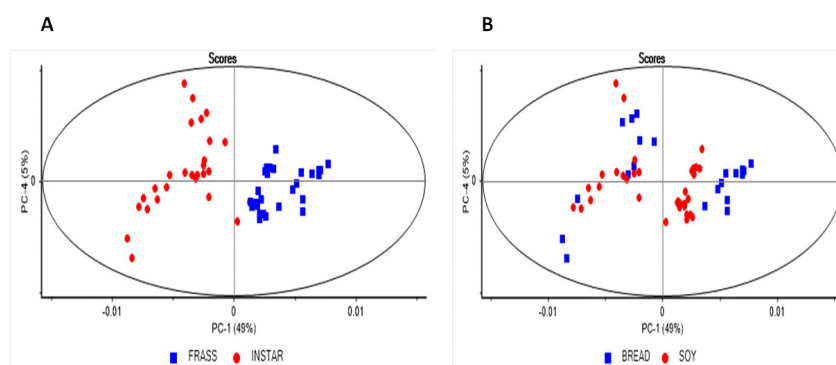 A
B
Scores
PC-4 (5%)
0
-0.01
0
0.01
PC-1 (49%)
FRASS INSTAR
Scores
PC-4 (5%)
0
-0.01
0
0.01
PC-1 (49%)
BREAD SOY